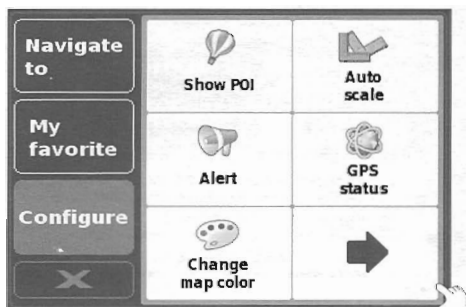 Navigate
to
My
favorite
Configure
Show POI
Auto
scale
Alert
GPS
status
Change
map color